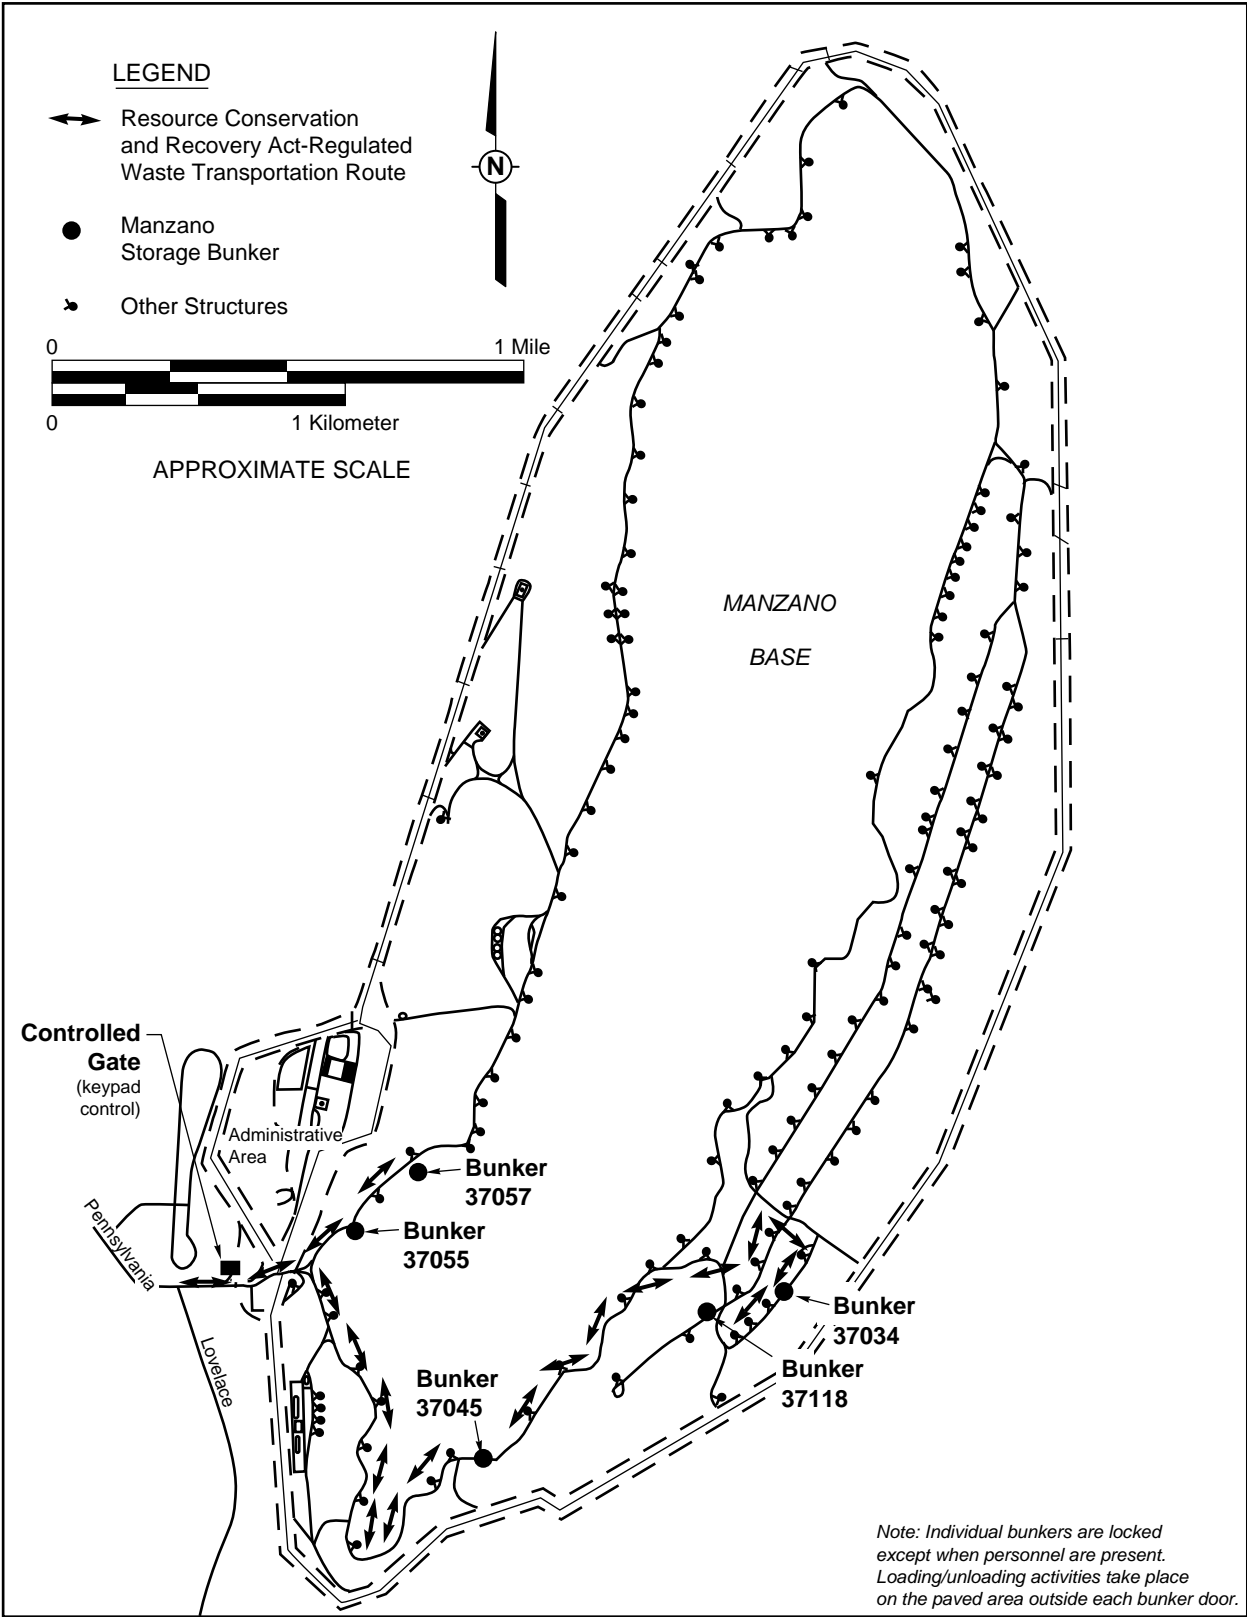 LEGEND
Resource Conservation
and Recovery Act-Regulated
Waste Transportation Route
Manzano
Storage Bunker
Other Structures
N
0
1 Mile
0
1 Kilometer
APPROXIMATE SCALE
MANZANO
BASE
Controlled
Gate
(keypad
control)
Administrative
Area
Bunker
37057
Bunker
37055
Pennsylvania
Lovelace
Bunker
37034
Bunker
37118
Bunker
37045
Note: Individual bunkers are locked
except when personnel are present.
Loading/unloading activities take place
on the paved area outside each bunker door.